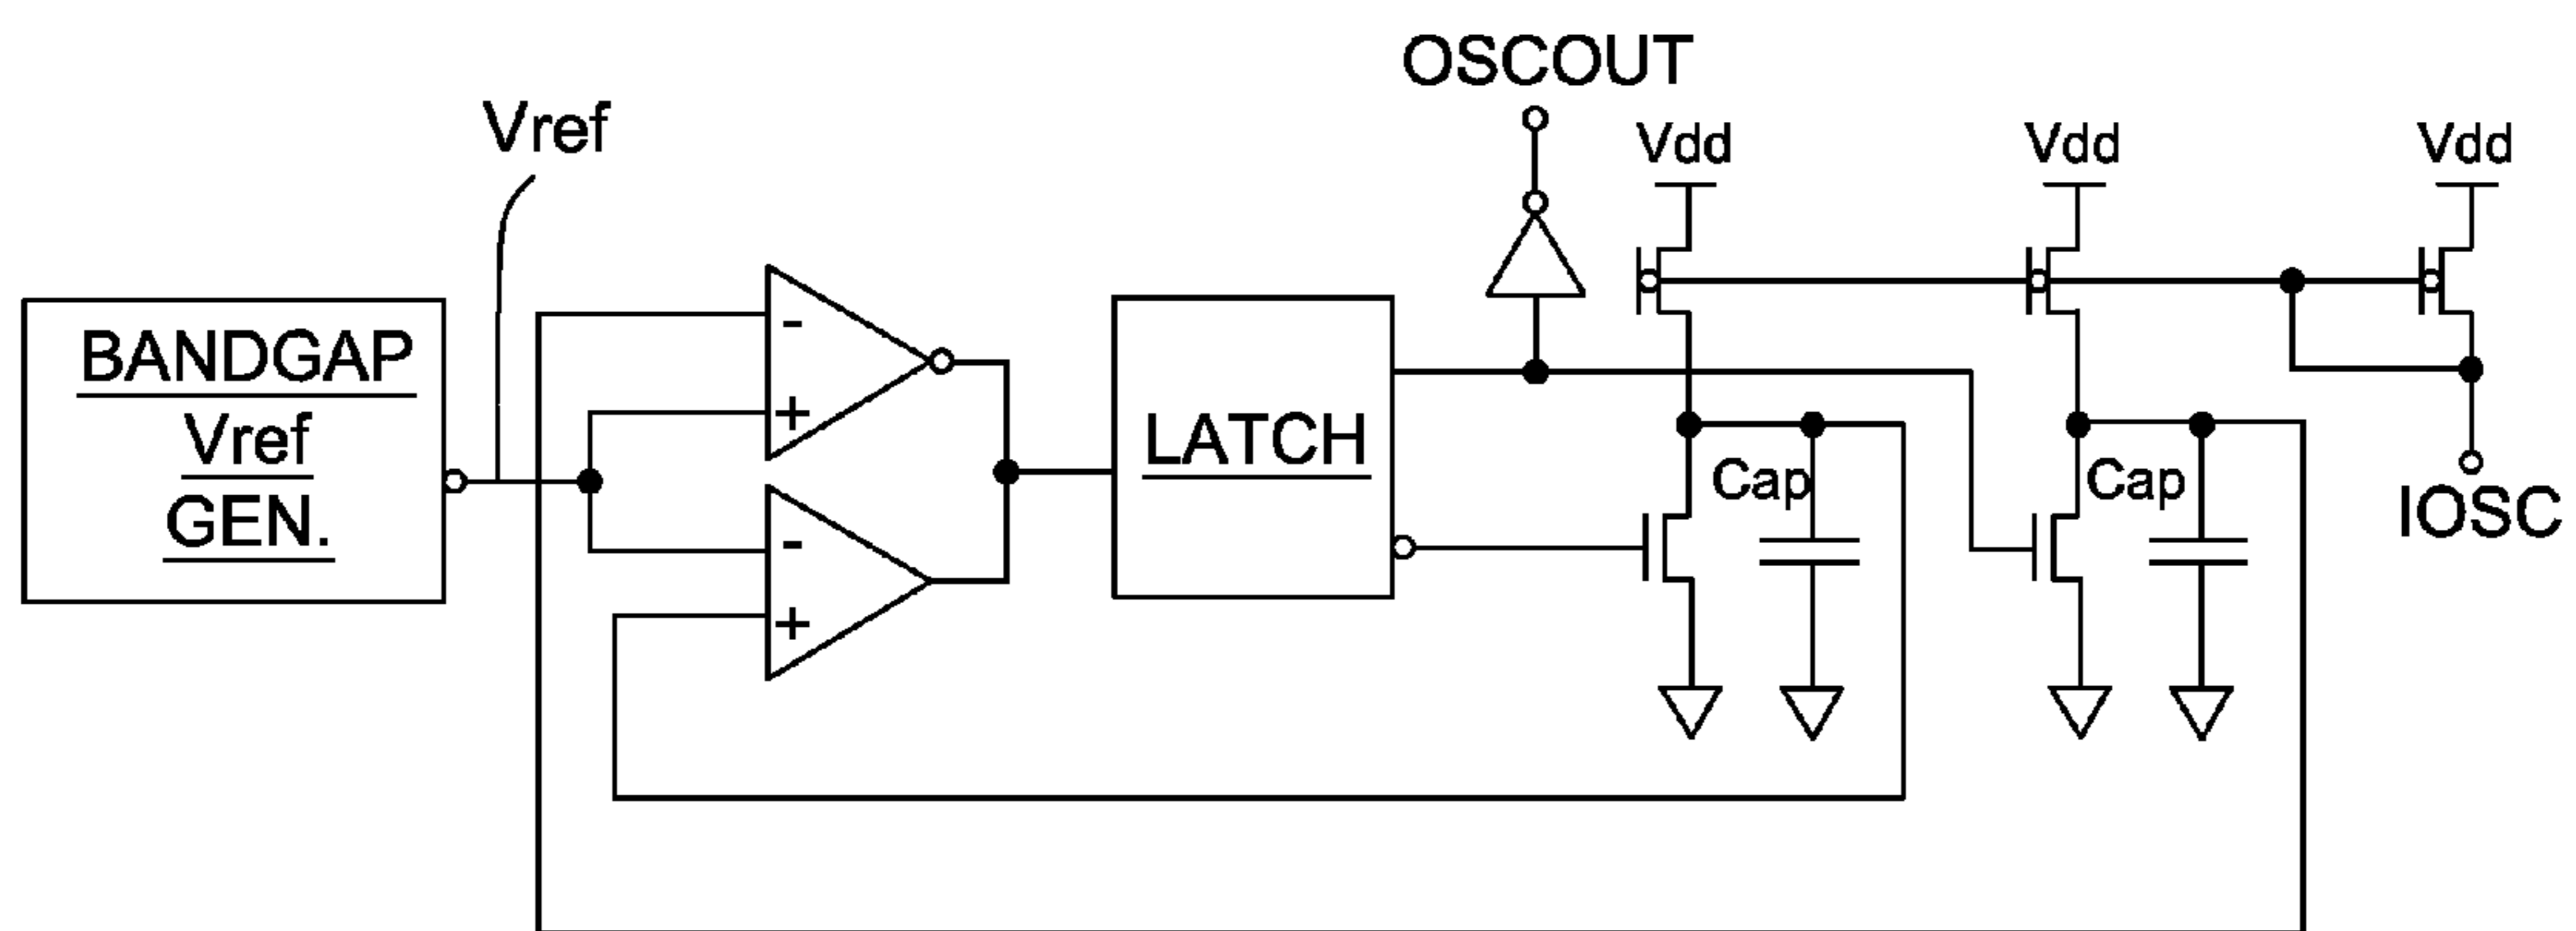 OSCOUT
Vref
Vdd
Vdd
Vdd
BANDGAP
Vref
GEN.
-
+
-
+
LATCH
Cap
Cap
IOSC